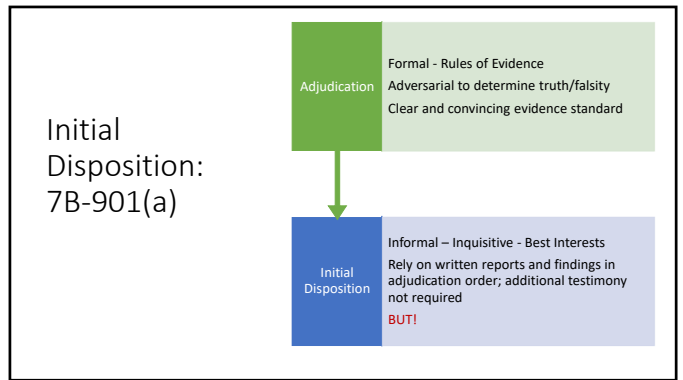 Initial
Disposition:
7B-901(a)
Adjudication
Formal - Rules of Evidence
Adversarial to determine truth/falsity
Clear and convincing evidence standard
Initial
Disposition
Informal – Inquisitive - Best Interests
Rely on written reports and findings in
adjudication order; additional testimony
not required
BUT!